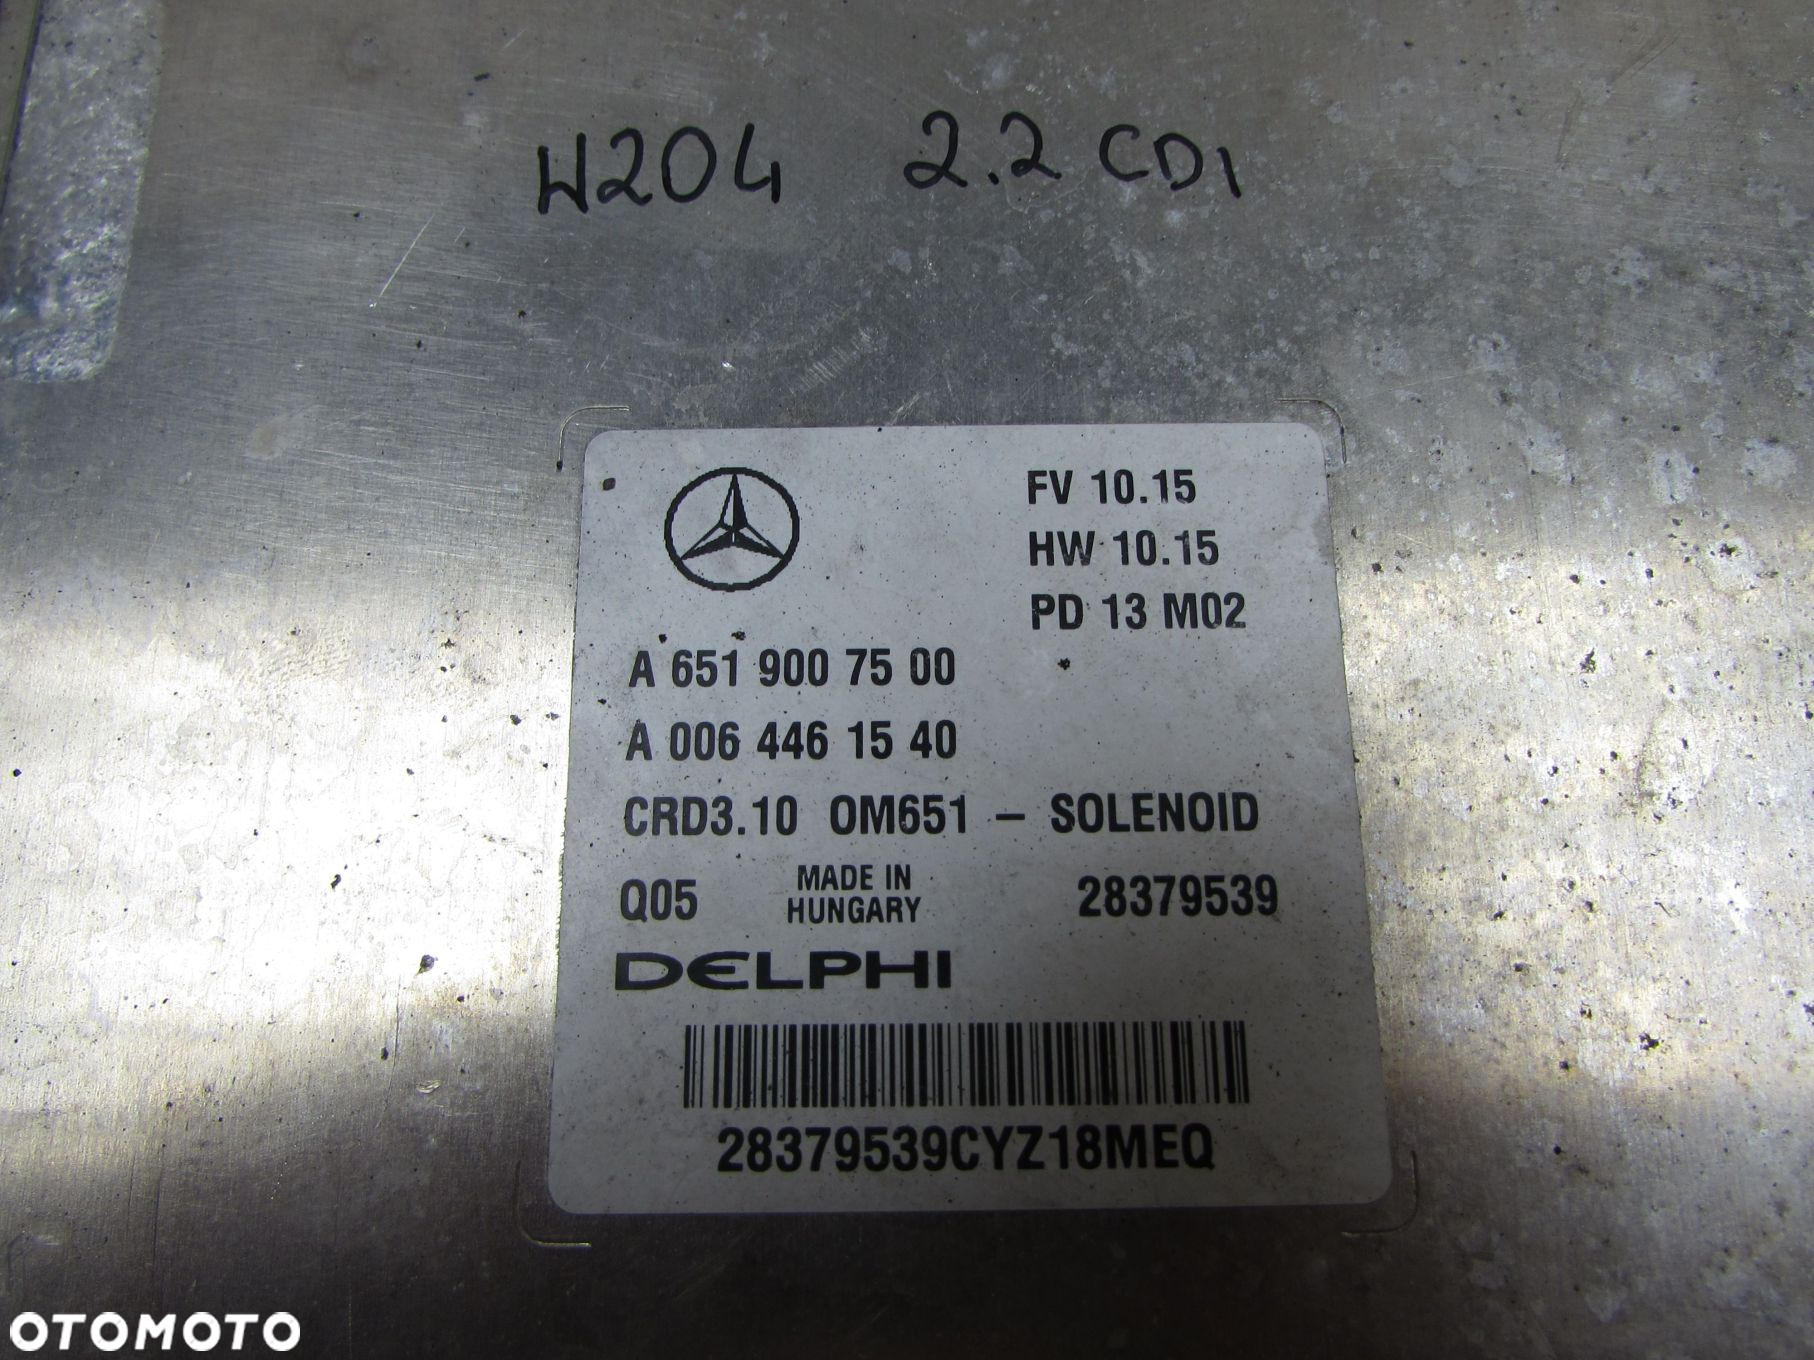 W204 2.2 CDI
FV 10.15
HW 10.15
PD 13 M02
A 651 900 75 00
A 006 446 15 40
CRD3.10 OM651 – SOLENOID
Q05 MADE IN HUNGARY 28379539
DELPHI
28379539CYZ18MEQ
OTOMOTO